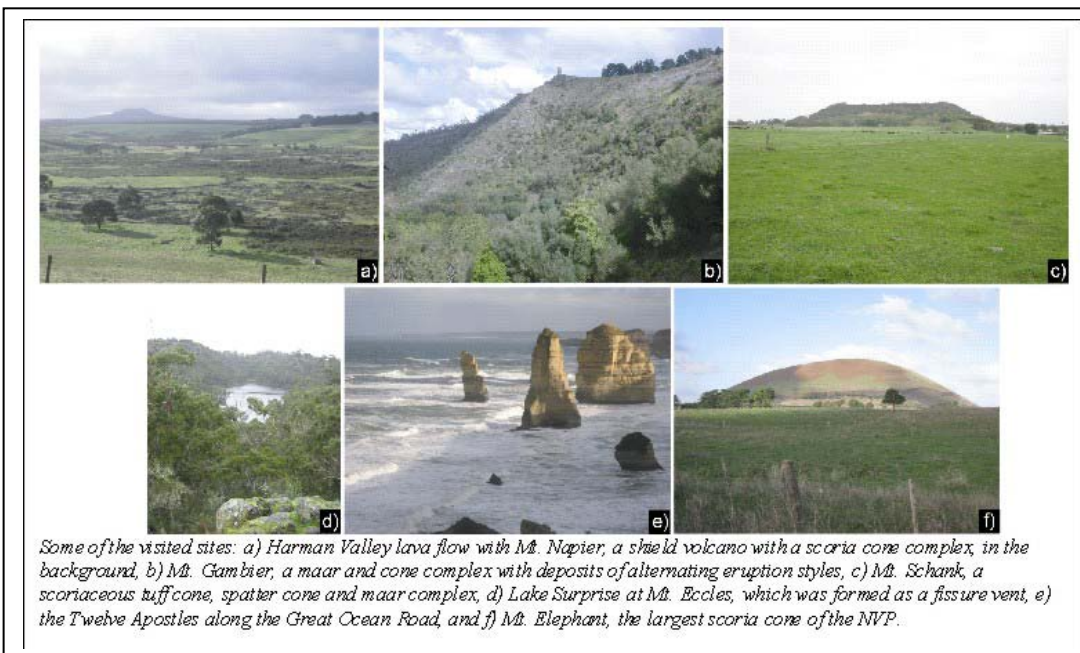 a)
b)
c)
d)
e)
f)
Some of the visited sites: a) Harman Valley lava flow with Mt. Napier, a shield volcano with a scoria cone complex, in the
background, b) Mt. Gambier, a maar and cone complex with deposits of alternating eruption styles, c) Mt. Schank, a
scoriaceous tuff cone, spatter cone and maar complex, d) Lake Surprise at Mt. Eccles, which was formed as a fissure vent, e)
the Twelve Apostles along the Great Ocean Road, and f) Mt. Elephant, the largest scoria cone of the NVP.